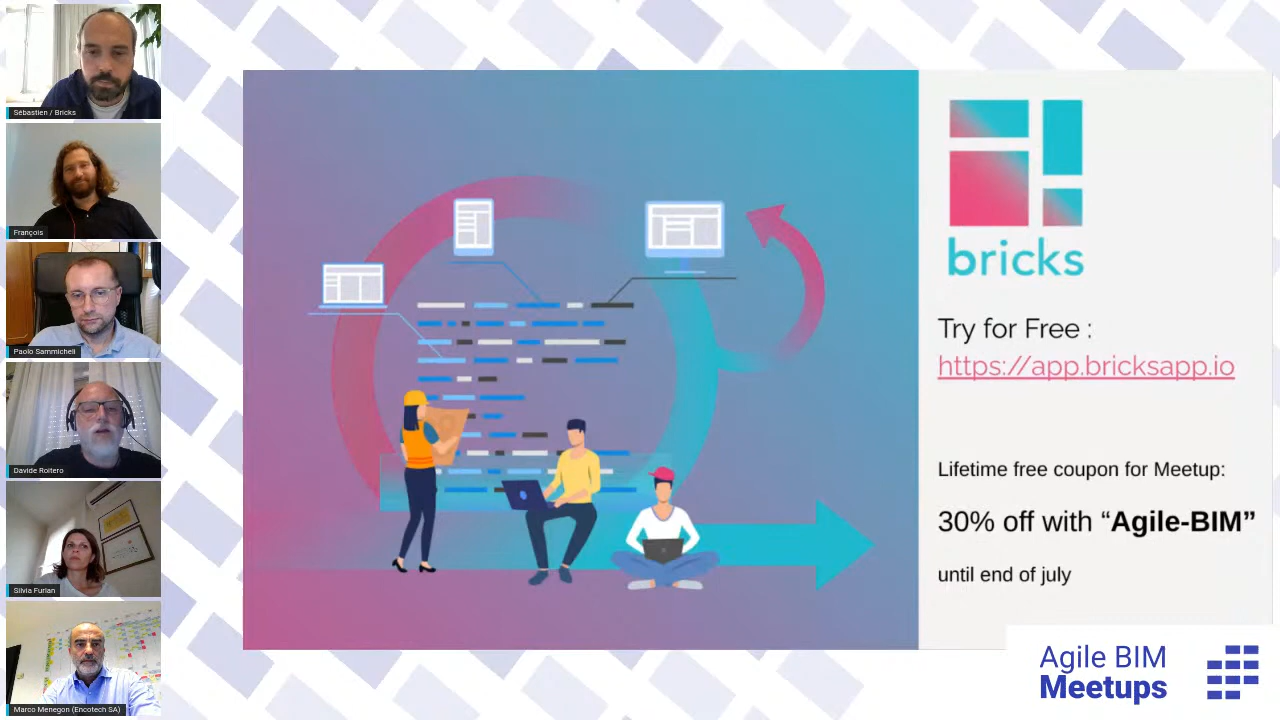 Sébastien / Bricks
François
Paolo Sammicheli
Davide Roitero
Silvia Furlan
Marco Menegon (Encotech SA)
bricks
Try for Free :
https://app.bricksapp.io
Lifetime free coupon for Meetup:
30% off with “Agile-BIM”
until end of july
Agile BIM
Meetups